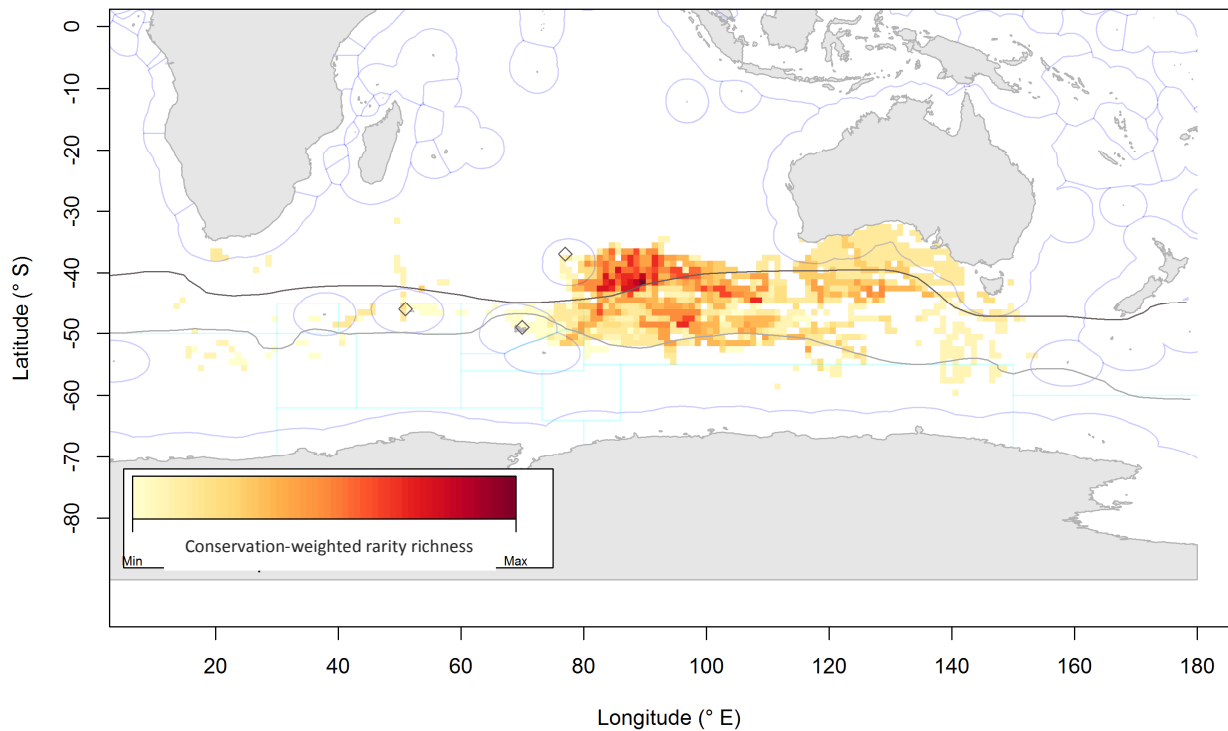 0
-10
-20
-30
-40
-50
-60
-70
-80
Latitude (° S)
Conservation-weighted rarity richness
Min Max
20 40 60 80 100 120 140 160 180
Longitude (° E)